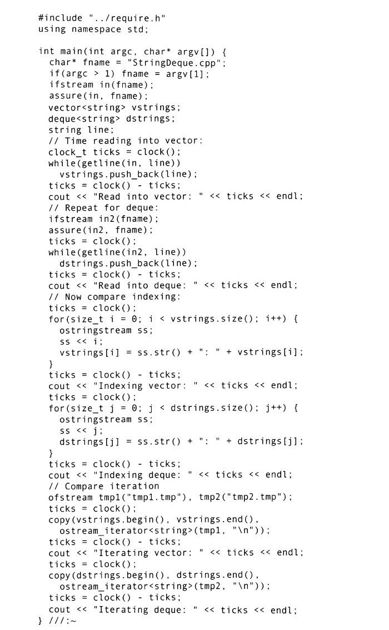 #include "../require.h"
using namespace std;
int main(int argc, char* argv[]) {
char* fname = "StringDeque.cpp";
if(argc > 1) fname = argv[1];
ifstream in(fname);
assure(in, fname);
vector<string> vstrings;
deque<string> dstrings;
string line;
// Time reading into vector:
clock_t ticks = clock();
while(getline(in, line))
vstrings.push_back(line);
ticks = clock() - ticks;
cout << "Read into vector: " << ticks << endl;
// Repeat for deque:
ifstream in2(fname);
assure(in2, fname);
ticks = clock();
while(getline(in2, line))
dstrings.push_back(line);
ticks = clock() - ticks;
cout << "Read into deque: " << ticks << endl;
// Now compare indexing:
ticks = clock();
for(size_t i = 0; i < vstrings.size(); i++) {
ostringstream ss;
ss << i;
vstrings[i] = ss.str() + ": " + vstrings[i];
}
ticks = clock() - ticks;
cout << "Indexing vector: " << ticks << endl;
ticks = clock();
for(size_t j = 0; j < dstrings.size(); j++) {
ostringstream ss;
ss << j;
dstrings[j] = ss.str() + ": " + dstrings[j];
}
ticks = clock() - ticks;
cout << "Indexing deque: " << ticks << endl;
// Compare iteration
ofstream tmp1("tmp1.tmp"), tmp2("tmp2.tmp");
ticks = clock();
copy(vstrings.begin(), vstrings.end(),
ostream_iterator<string>(tmp1, "\n"));
ticks = clock() - ticks;
cout << "Iterating vector: " << ticks << endl;
ticks = clock();
copy(dstrings.begin(), dstrings.end(),
ostream_iterator<string>(tmp2, "\n"));
ticks = clock() - ticks;
cout << "Iterating deque: " << ticks << endl;
} ///:~